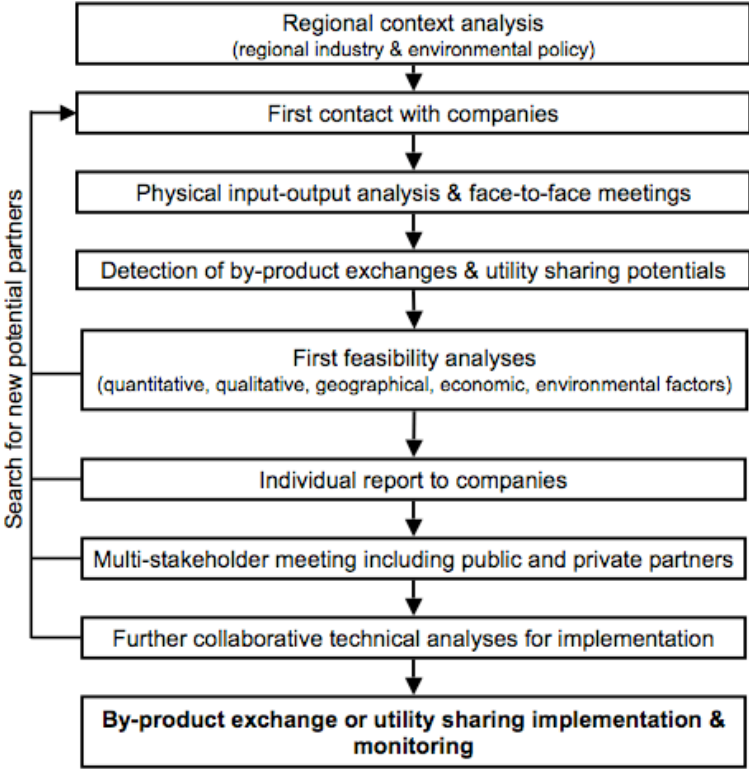 Regional context analysis
(regional industry & environmental policy)
First contact with companies
Physical input-output analysis & face-to-face meetings
Detection of by-product exchanges & utility sharing potentials
First feasibility analyses
(quantitative, qualitative, geographical, economic, environmental factors)
Individual report to companies
Multi-stakeholder meeting including public and private partners
Further collaborative technical analyses for implementation
By-product exchange or utility sharing implementation &
monitoring
Search for new potential partners